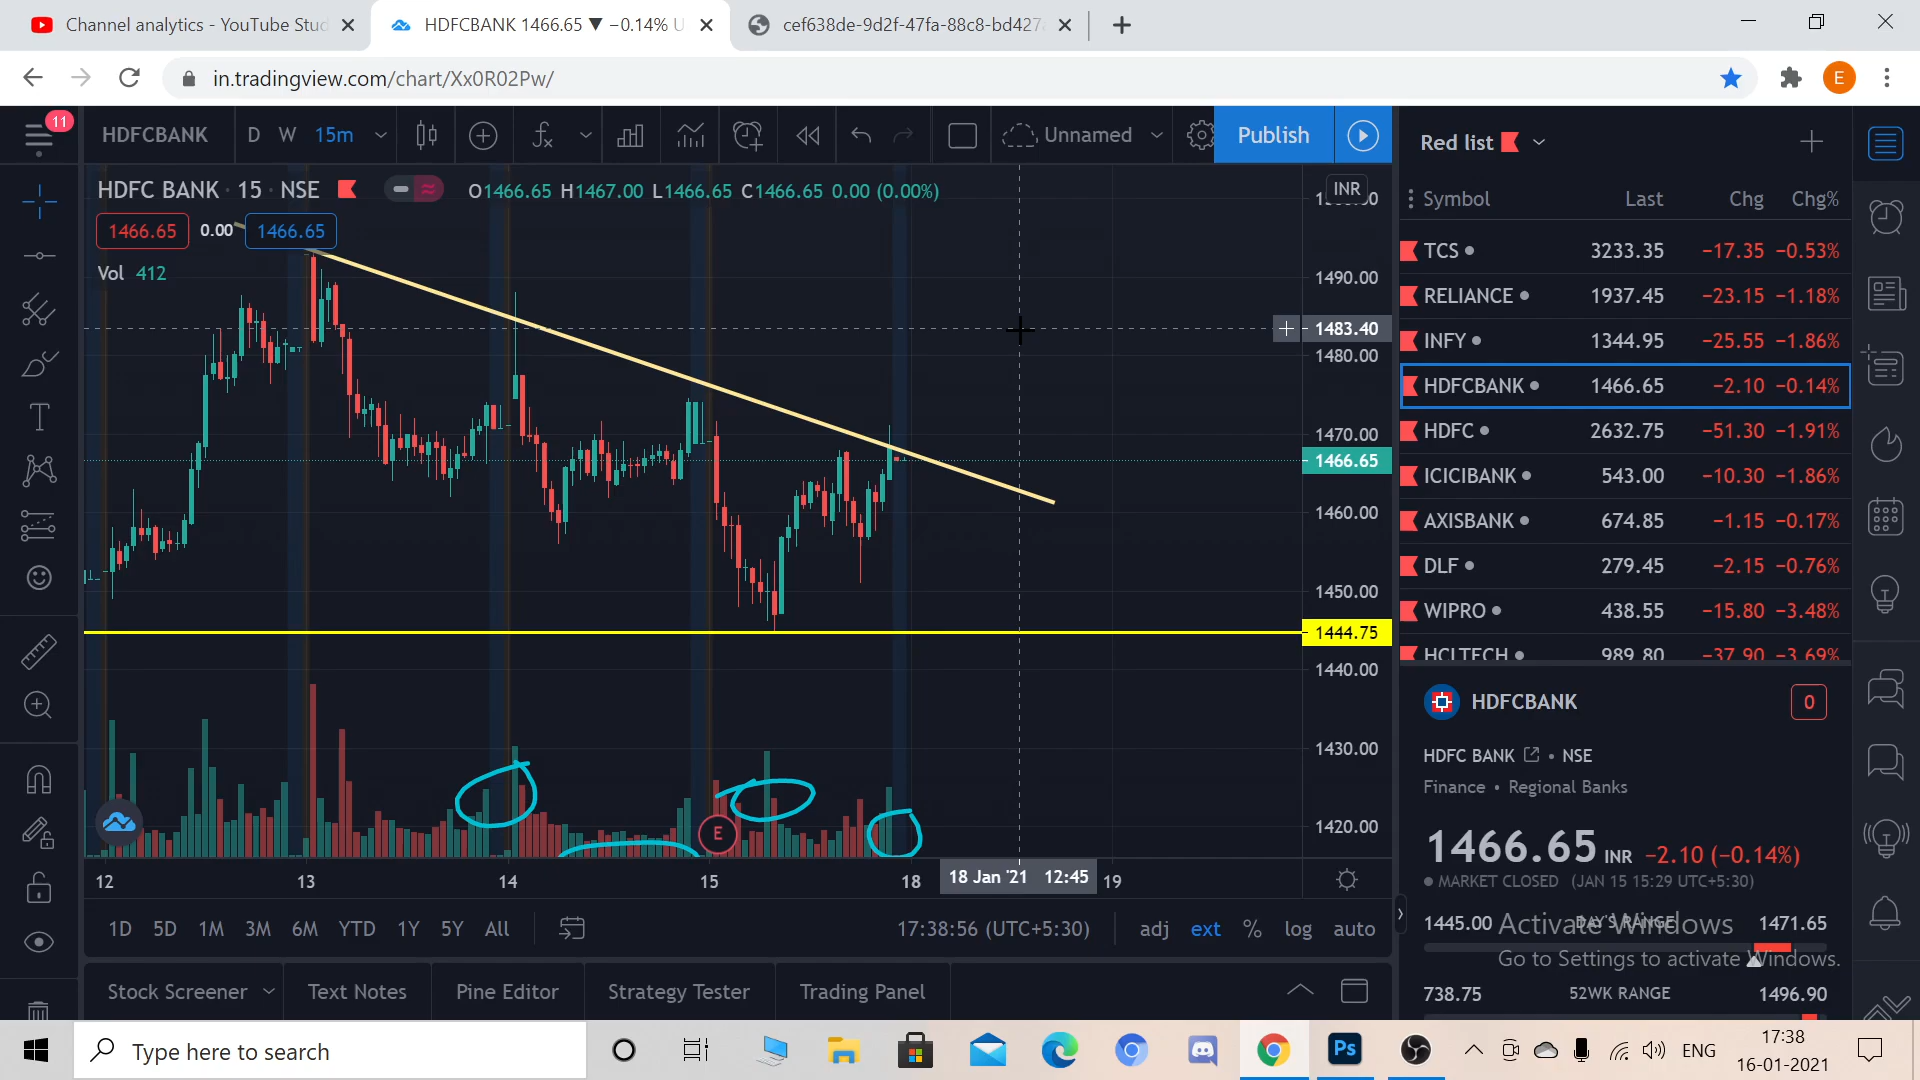 Channel analytics - YouTube Stud
HDFCBANK 1466.65 ▼ −0.14% U
cef638de-9d2f-47fa-88c8-bd427
in.tradingview.com/chart/Xx0R02Pw/
E
11
HDFCBANK D W 15m
Unnamed
Publish
Red list
HDFC BANK · 15 · NSE
O1466.65 H1467.00 L1466.65 C1466.65 0.00 (0.00%)
INR
Symbol Last Chg Chg%
1466.65 0.00 1466.65
Vol 412
TCS 3233.35 −17.35 −0.53%
RELIANCE 1937.45 −23.15 −1.18%
INFY 1344.95 −25.55 −1.86%
HDFCBANK 1466.65 −2.10 −0.14%
HDFC 2632.75 −51.30 −1.91%
ICICIBANK 543.00 −10.30 −1.86%
AXISBANK 674.85 −1.15 −0.17%
DLF 279.45 −2.15 −0.76%
WIPRO 438.55 −15.80 −3.48%
HCLTECH 989.80 −37.90 −3.69%
1490.00
1483.40
1480.00
1470.00
1466.65
1460.00
1450.00
1444.75
1440.00
1430.00
1420.00
E
12 13 14 15 18 18 Jan '21 12:45 19
HDFCBANK 0
HDFC BANK • NSE
Finance • Regional Banks
1466.65 INR −2.10 (−0.14%)
MARKET CLOSED (JAN 15 15:29 UTC+5:30)
1445.00 DAY'S RANGE 1471.65
Activate Windows
Go to Settings to activate Windows.
738.75 52WK RANGE 1496.90
1D 5D 1M 3M 6M YTD 1Y 5Y All
17:38:56 (UTC+5:30) adj ext % log auto
Stock Screener Text Notes Pine Editor Strategy Tester Trading Panel
Type here to search
Ps
ENG
17:38
16-01-2021